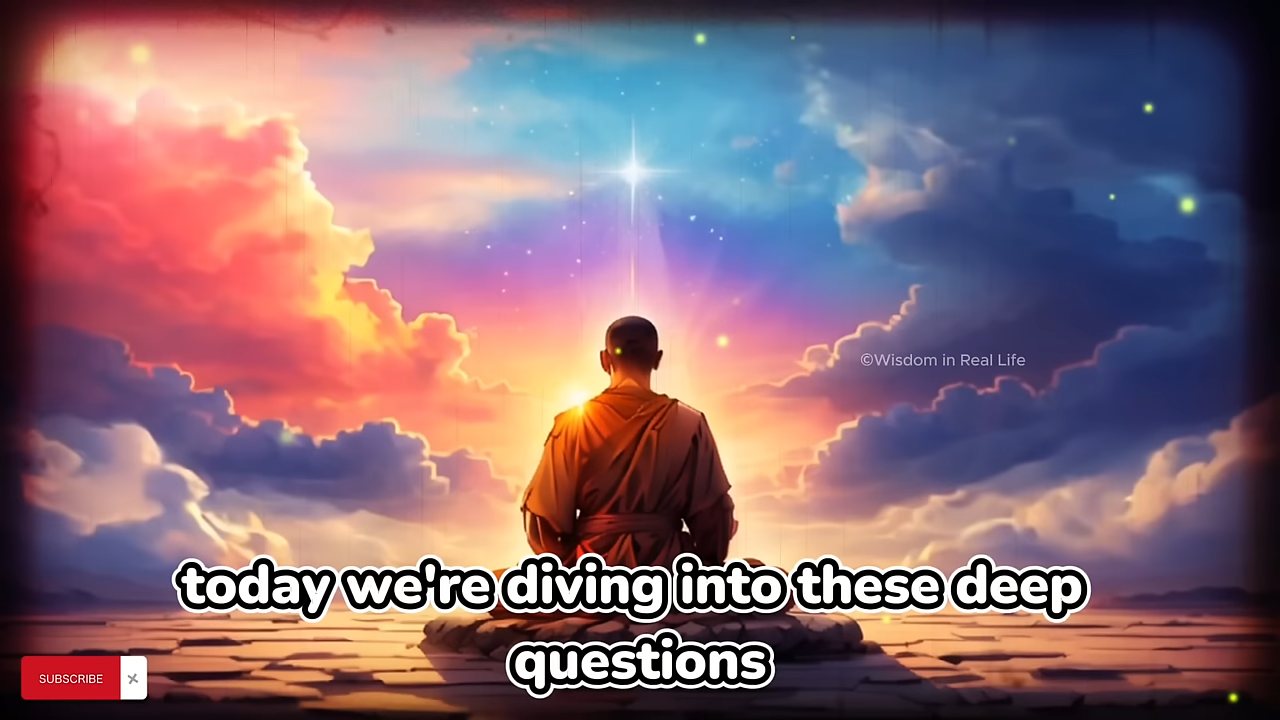 ©Wisdom in Real Life
today we're diving into these deep
questions
SUBSCRIBE